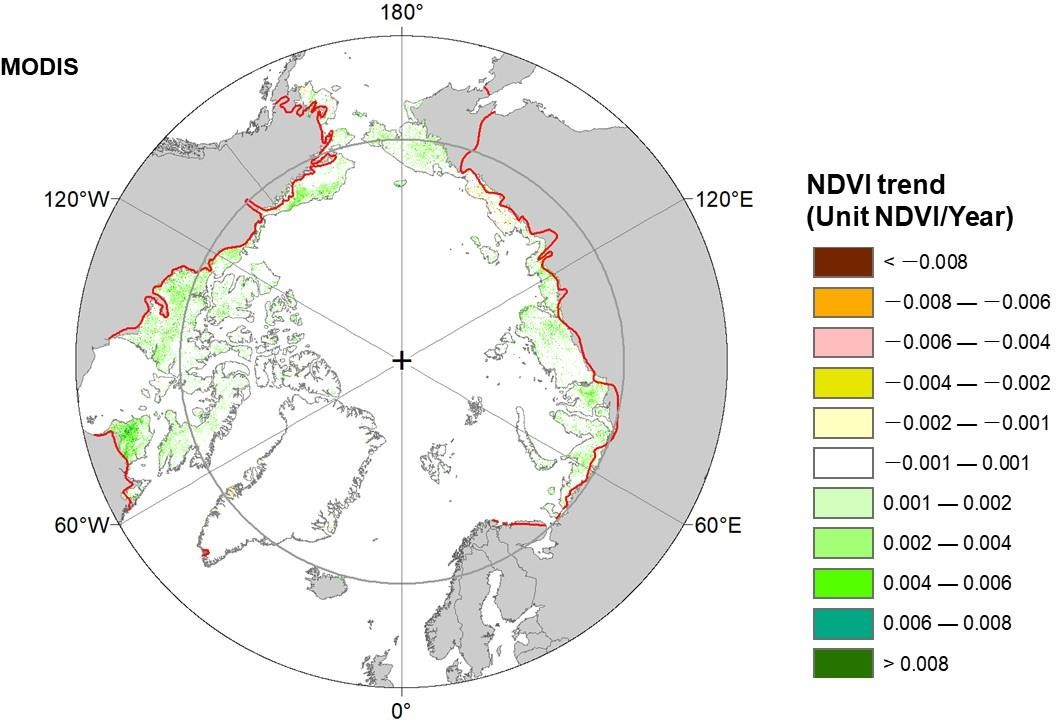 180°
MODIS
120°W
120°E
60°W
60°E
0°
NDVI trend
(Unit NDVI/Year)
< −0.008
−0.008 — −0.006
−0.006 — −0.004
−0.004 — −0.002
−0.002 — −0.001
−0.001 — 0.001
0.001 — 0.002
0.002 — 0.004
0.004 — 0.006
0.006 — 0.008
> 0.008